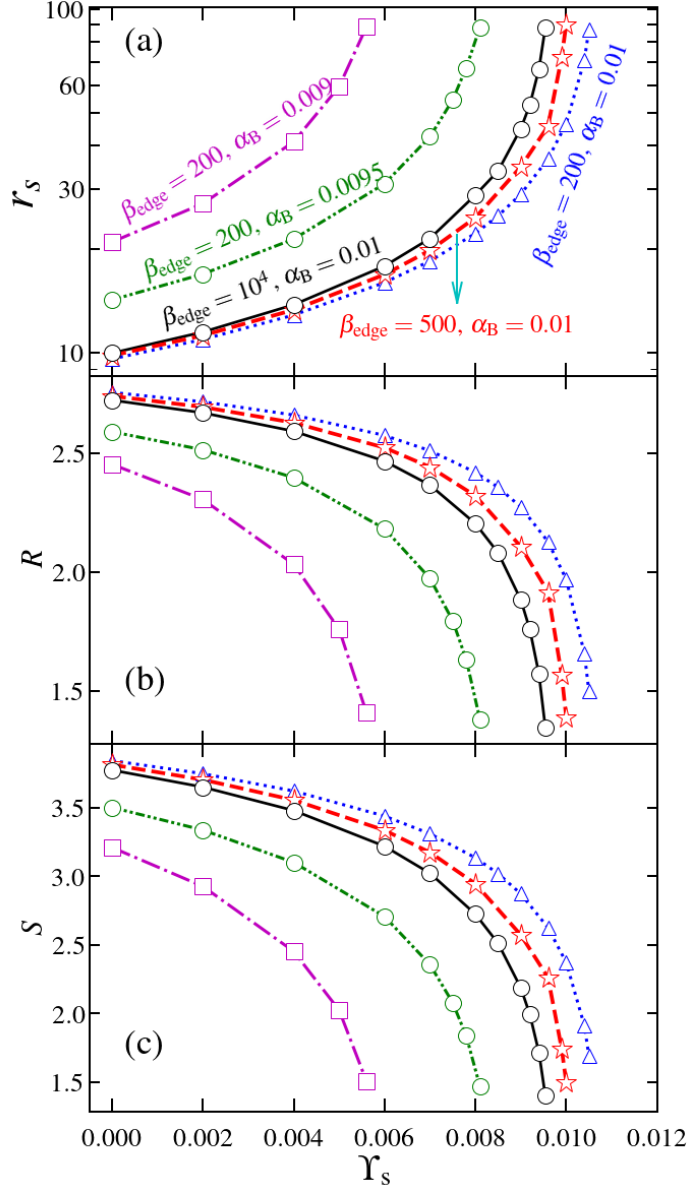 100
60
30
10
r_s
(a)
β_edge = 200, α_B = 0.009
β_edge = 200, α_B = 0.0095
β_edge = 10^4, α_B = 0.01
β_edge = 500, α_B = 0.01
β_edge = 200, α_B = 0.01
2.5
2.0
1.5
R
(b)
3.5
3.0
2.5
2.0
1.5
S
(c)
0.000 0.002 0.004 0.006 0.008 0.010 0.012
ϒ_s